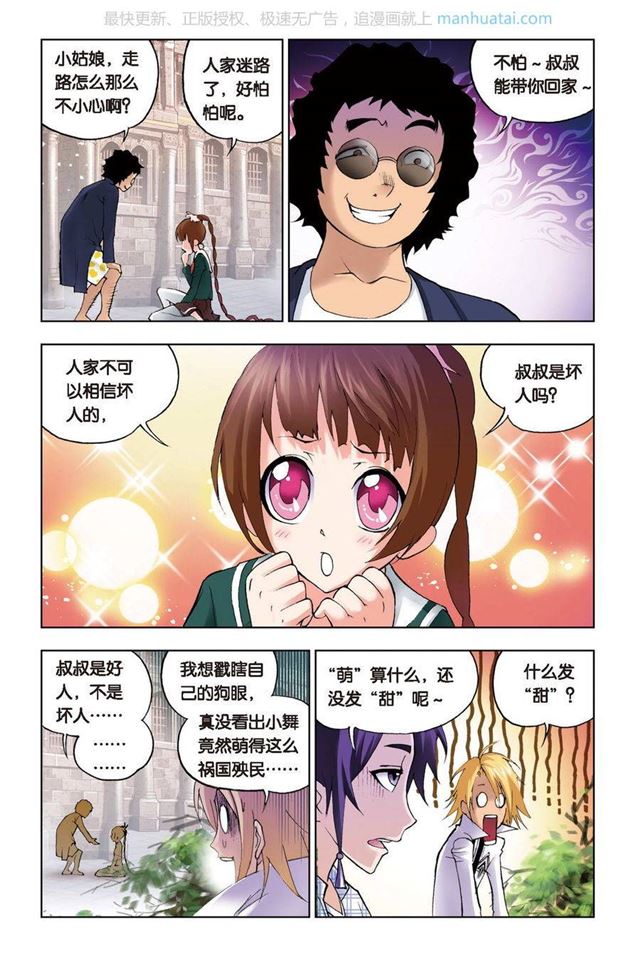 最快更新、正版授权、极速无广告，追漫画就上 manhuatai.com
小姑娘，走
路怎么那么
不小心啊？
人家迷路
了，好怕
怕呢。
不怕～叔叔
能带你回家～
人家不可
以相信坏
人的，
叔叔是坏
人吗？
叔叔是好
人，不是
坏人……
……
……
我想戳瞎自
己的狗眼，
真没看出小舞
竟然萌得这么
祸国殃民……
“萌”算什么，还
没发“甜”呢～
什么发
“甜”？